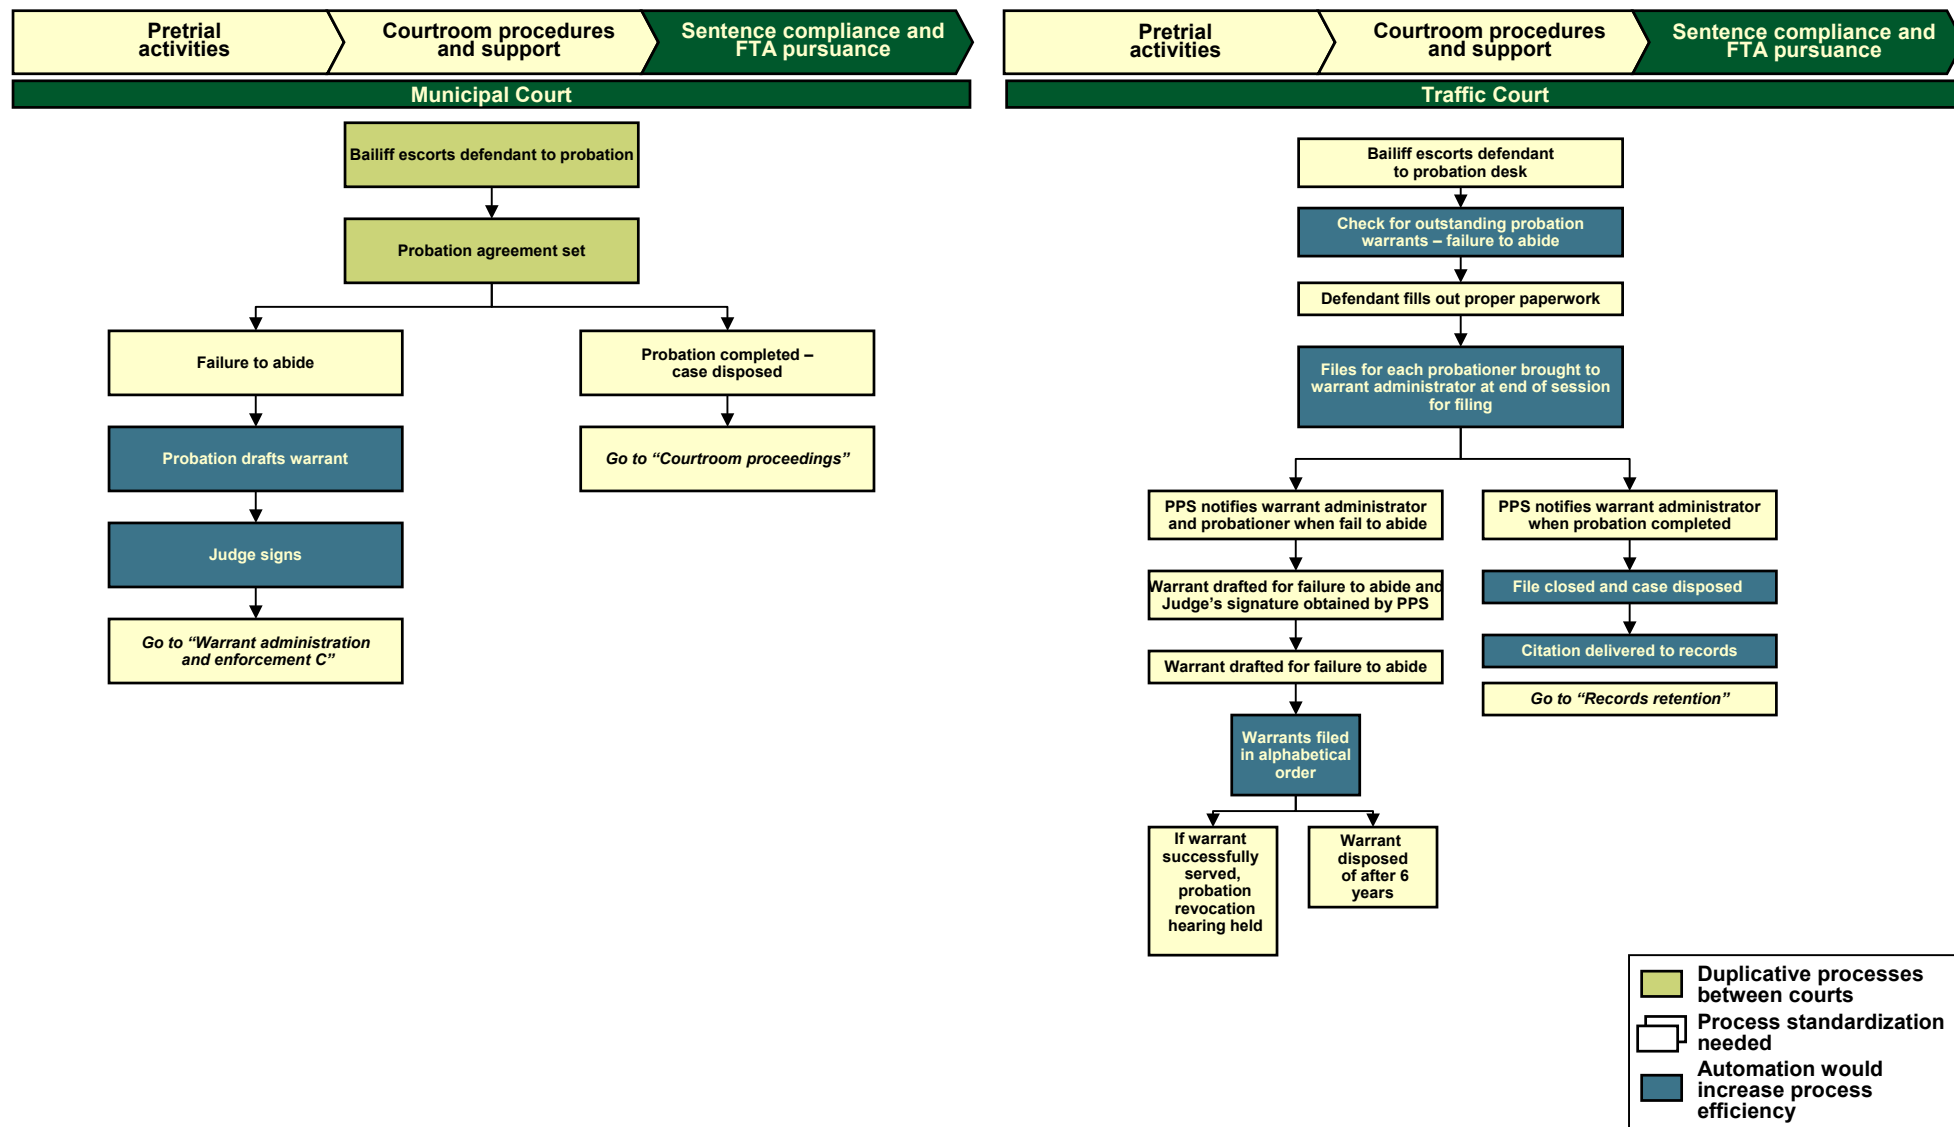 Pretrial
activities
Courtroom procedures
and support
Sentence compliance and
FTA pursuance
Municipal Court
Bailiff escorts defendant to probation
Probation agreement set
Failure to abide
Probation drafts warrant
Judge signs
Go to “Warrant administration
and enforcement C”
Probation completed –
case disposed
Go to “Courtroom proceedings”
Pretrial
activities
Courtroom procedures
and support
Sentence compliance and
FTA pursuance
Traffic Court
Bailiff escorts defendant
to probation desk
Check for outstanding probation
warrants – failure to abide
Defendant fills out proper paperwork
Files for each probationer brought to
warrant administrator at end of session
for filing
PPS notifies warrant administrator
and probationer when fail to abide
Warrant drafted for failure to abide and
Judge’s signature obtained by PPS
Warrant drafted for failure to abide
Warrants filed
in alphabetical
order
If warrant
successfully
served,
probation
revocation
hearing held
Warrant
disposed
of after 6
years
PPS notifies warrant administrator
when probation completed
File closed and case disposed
Citation delivered to records
Go to “Records retention”
Duplicative processes
between courts
Process standardization
needed
Automation would
increase process
efficiency